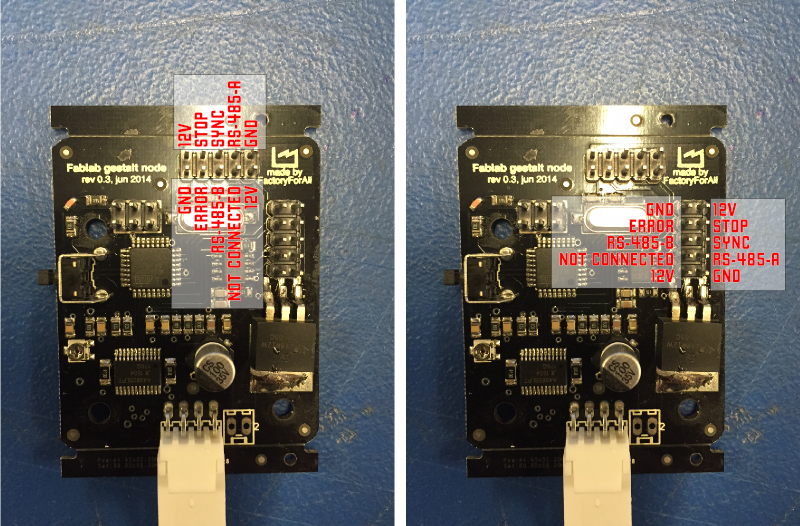 12V
STOP
SYNC
RS-485-A
GND
Fablab gestalt node
rev 0.3, jun 2014
made by
FactoryForAll
GND
ERROR
RS-485-B
NOT CONNECTED
12V
2
Fablab gestalt node
rev 0.3, jun 2014
made by
FactoryForAll
GND 12V
ERROR STOP
RS-485-B SYNC
NOT CONNECTED RS-485-A
12V GND
2